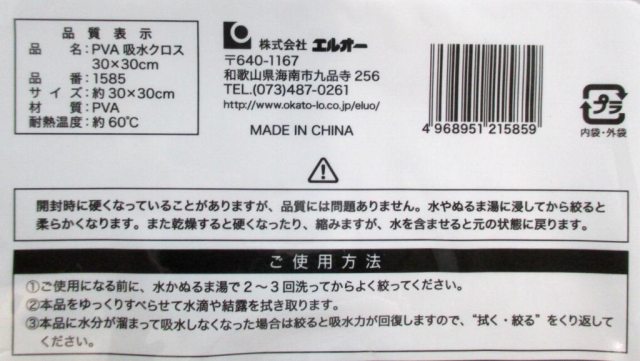 品質表示
品名：PVA 吸水クロス
30×30cm
品番：1585
サイズ：約30×30cm
材質：PVA
耐熱温度：約60℃
株式会社 エルオー
〒640-1167
和歌山県海南市九品寺 256
TEL.(073)487-0261
http://www.okato-lo.co.jp/eluo/
MADE IN CHINA
4 968951 215859
プラ
内袋・外袋
開封時に硬くなっていることがありますが、品質には問題ありません。水やぬるま湯に浸してから絞ると
柔らかくなります。また乾燥すると硬くなったり、縮みますが、水を含ませると元の状態に戻ります。
ご使用方法
①ご使用になる前に、水かぬるま湯で2〜3回洗ってからよく絞ってください。
②本品をゆっくりすべらせて水滴や結露を拭き取ります。
③本品に水分が溜まって吸水しなくなった場合は絞ると吸水力が回復しますので、“拭く・絞る”をくり返して
ください。